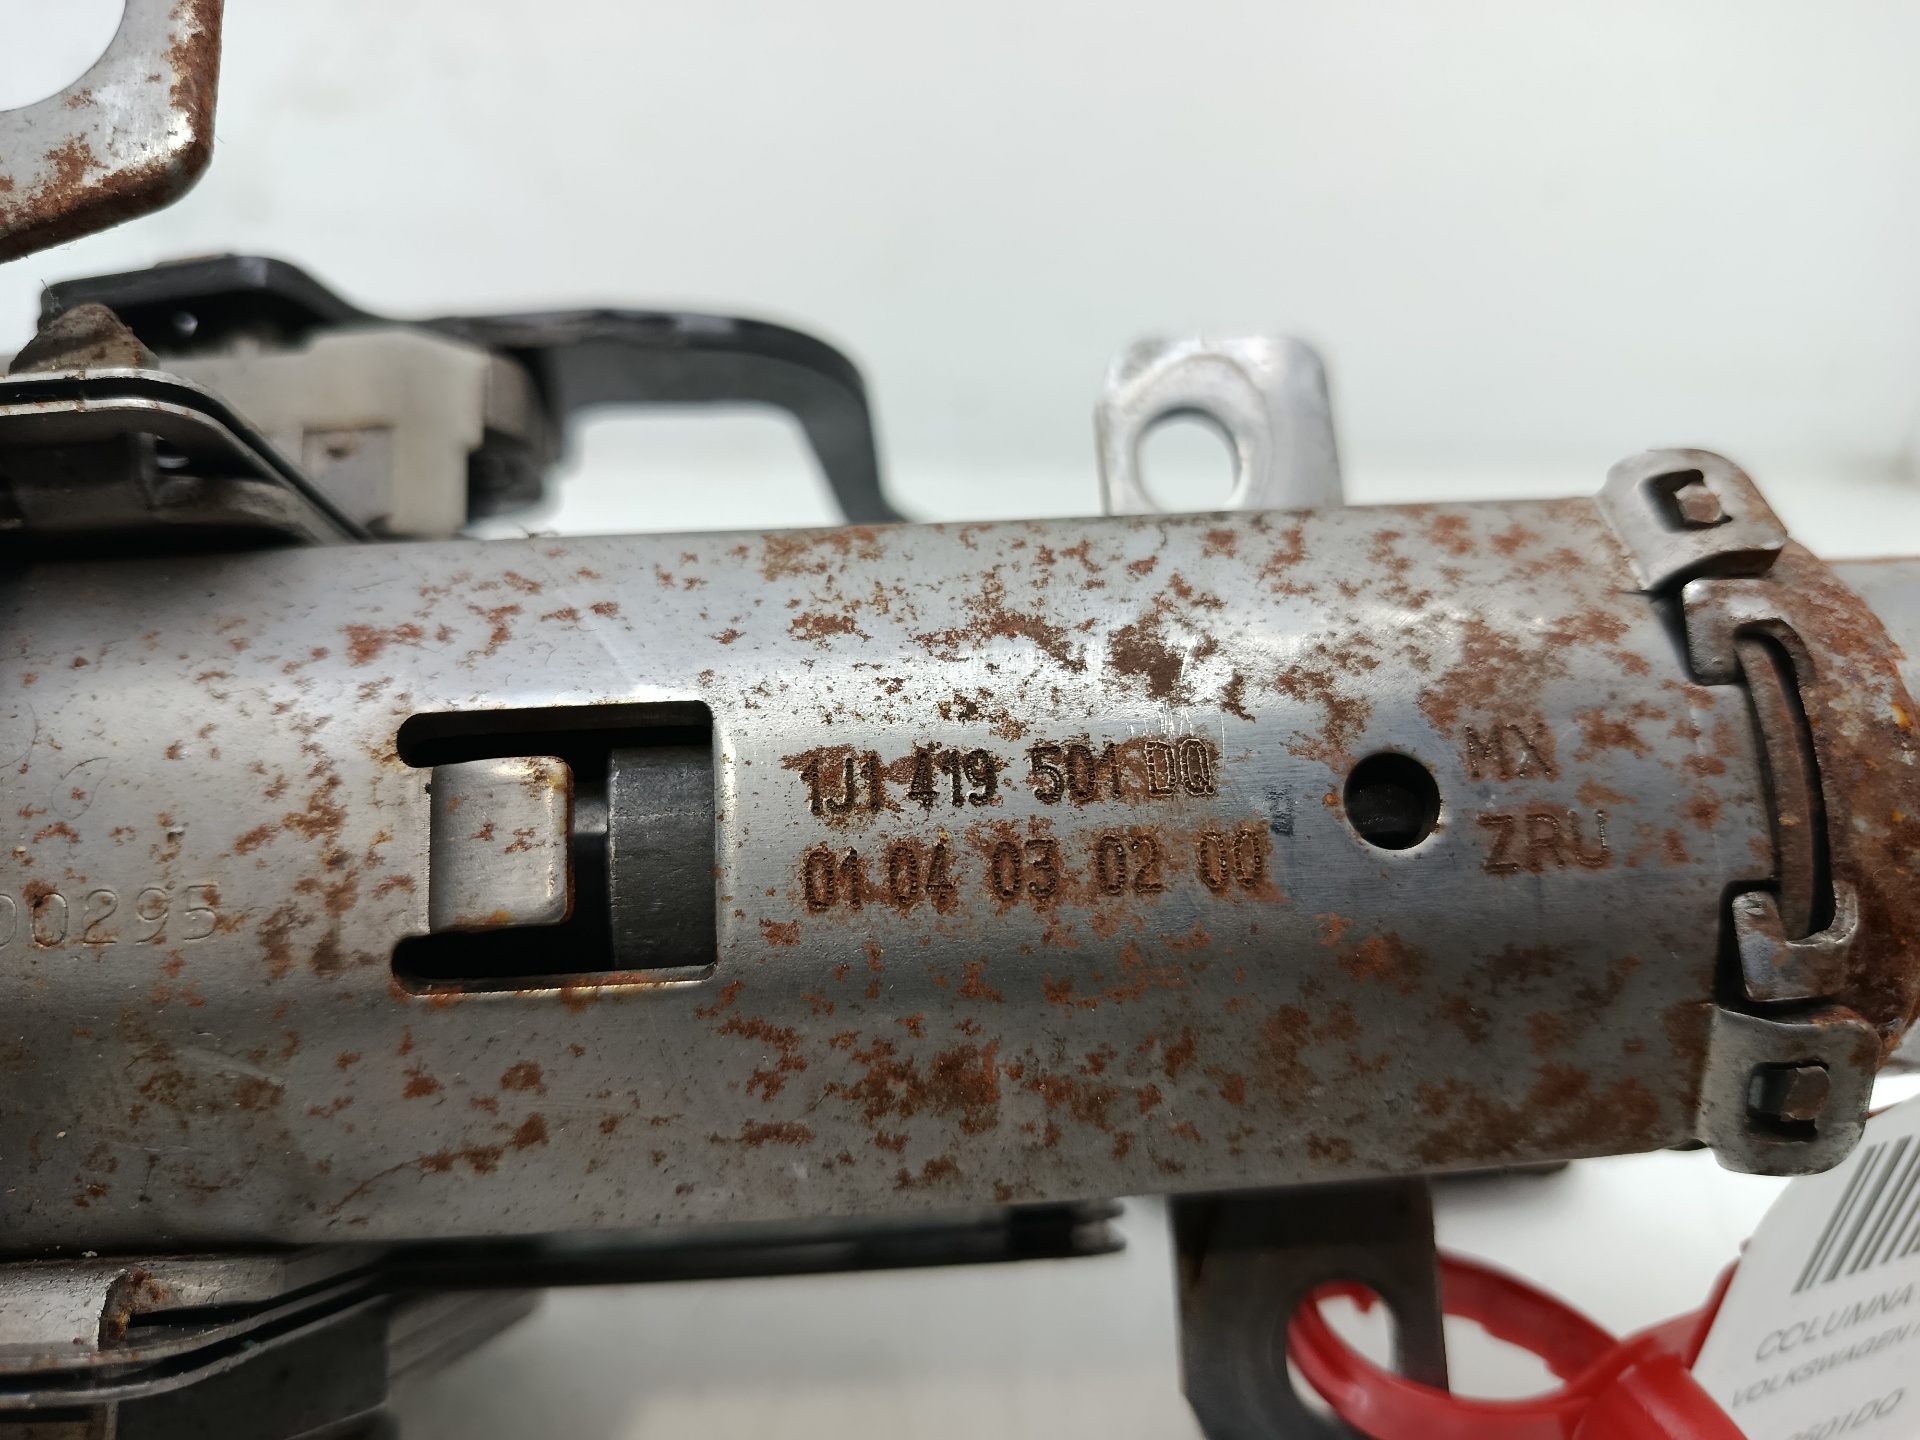 1J1 419 501 DQ
01 04 03 02 00
MX
ZRU
00295
COLUMNA
VOLKSWAGEN